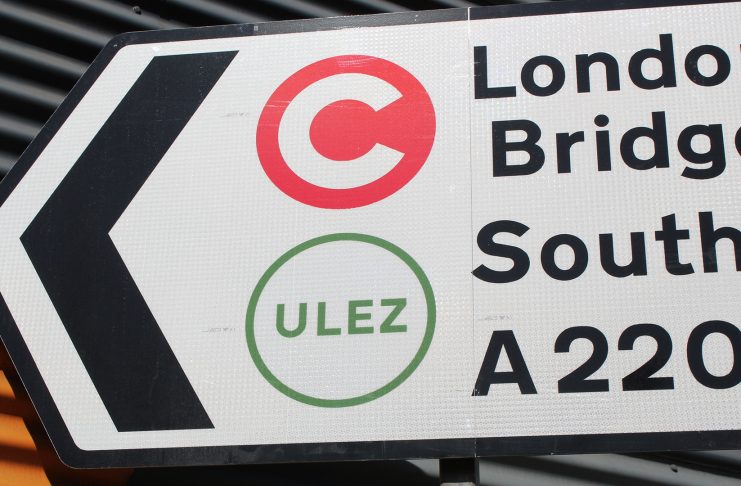 C
ULEZ
Londo
Bridg
South
A220